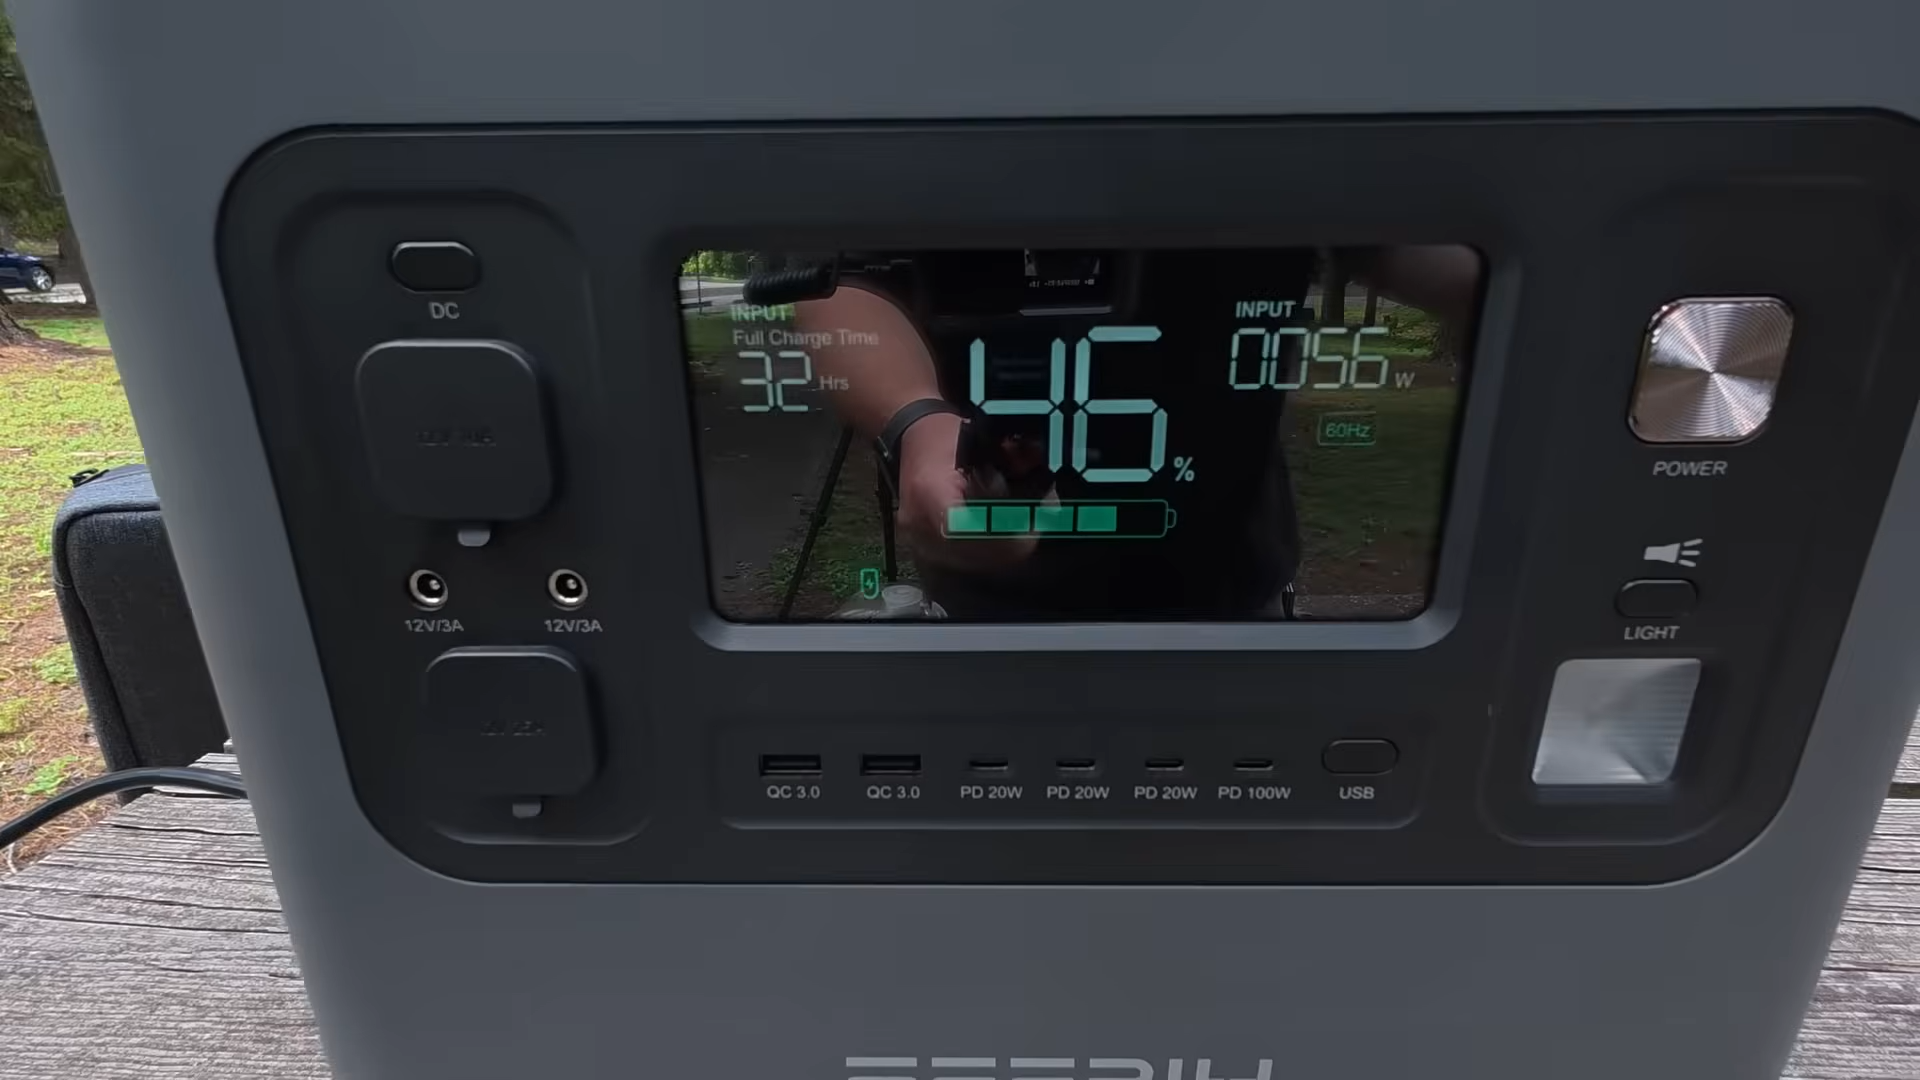 DC
INPUT
Full Charge Time
32 Hrs
46 %
INPUT
0056 W
60Hz
POWER
12V/3A
12V/3A
LIGHT
QC 3.0
QC 3.0
PD 20W
PD 20W
PD 20W
PD 100W
USB